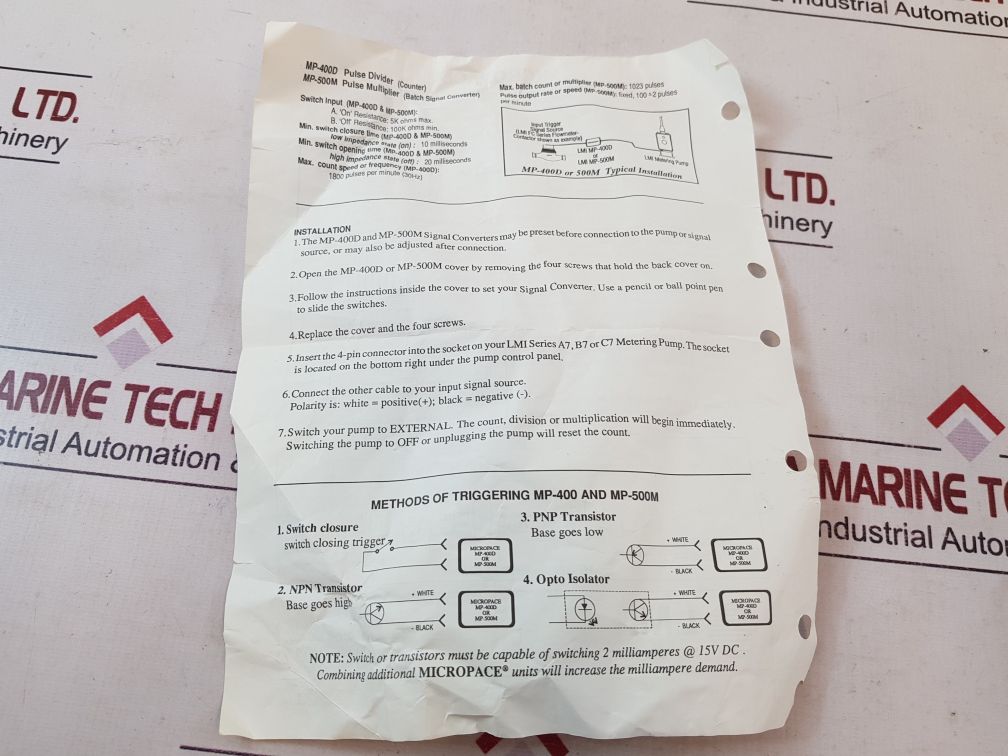 LTD.
hinery
Industrial Automation
MP-400D Pulse Divider (Counter)
MP-500M Pulse Multiplier (Batch Signal Converter)
Switch Input (MP-400D & MP-500M):
A. 'On' Resistance: 5K ohms max.
B. 'Off' Resistance: 100K ohms min.
Min. switch closure time (MP-400D & MP-500M)
low impedance state (on) : 10 milliseconds
Min. switch opening time (MP-400D & MP-500M)
high impedance state (off) : 20 milliseconds
Max. count speed or frequency (MP-400D):
1800 pulses per minute (30Hz)
Max. batch count or multiplier (MP-500M): 1023 pulses
Pulse output rate or speed (MP-500M): fixed, 100 ÷2 pulses
per minute
Input Trigger
Signal Source
(LMI FC Series Flowmeter-
Contactor shown as example)
LMI MP-400D
or
LMI MP-500M
LMI Metering Pump
MP-400D or 500M Typical Installation
LTD.
hinery
INSTALLATION
1. The MP-400D and MP-500M Signal Converters may be preset before connection to the pump or signal
source, or may also be adjusted after connection.
2. Open the MP-400D or MP-500M cover by removing the four screws that hold the back cover on.
3. Follow the instructions inside the cover to set your Signal Converter. Use a pencil or ball point pen
to slide the switches.
4. Replace the cover and the four screws.
5. Insert the 4-pin connector into the socket on your LMI Series A7, B7 or C7 Metering Pump. The socket
is located on the bottom right under the pump control panel.
6. Connect the other cable to your input signal source.
Polarity is: white = positive(+); black = negative (-).
7. Switch your pump to EXTERNAL. The count, division or multiplication will begin immediately.
Switching the pump to OFF or unplugging the pump will reset the count.
ARINE TECH
strial Automation &
MARINE T
ndustrial Auto
METHODS OF TRIGGERING MP-400 AND MP-500M
1. Switch closure
switch closing trigger
MICROPACE
MP-400D
OR
MP-500M
2. NPN Transistor
Base goes high
+ WHITE
- BLACK
MICROPACE
MP-400D
OR
MP-500M
3. PNP Transistor
Base goes low
+ WHITE
- BLACK
MICROPACE
MP-400D
OR
MP-500M
4. Opto Isolator
+ WHITE
- BLACK
MICROPACE
MP-400D
OR
MP-500M
NOTE: Switch or transistors must be capable of switching 2 milliamperes @ 15V DC .
Combining additional MICROPACE® units will increase the milliampere demand.